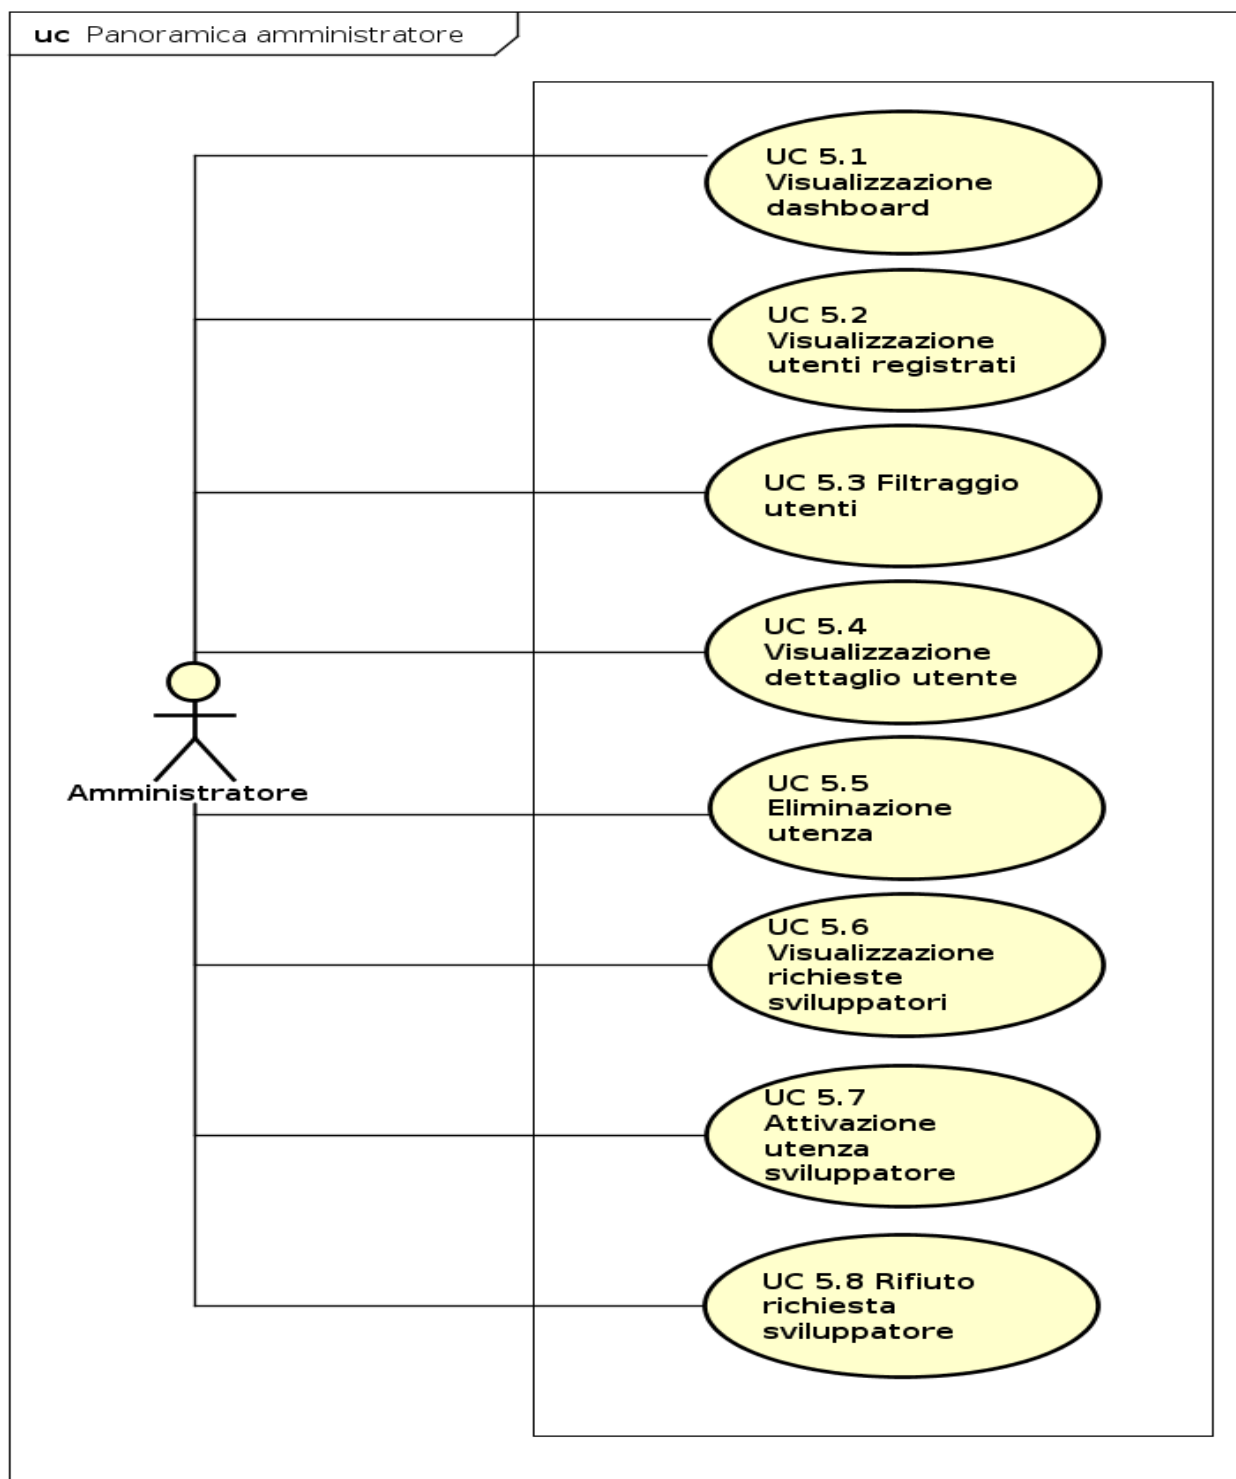 uc Panoramica amministratore
UC 5.1
Visualizzazione
dashboard
UC 5.2
Visualizzazione
utenti registrati
UC 5.3 Filtraggio
utenti
UC 5.4
Visualizzazione
dettaglio utente
Amministratore
UC 5.5
Eliminazione
utenza
UC 5.6
Visualizzazione
richieste
sviluppatori
UC 5.7
Attivazione
utenza
sviluppatore
UC 5.8 Rifiuto
richiesta
sviluppatore